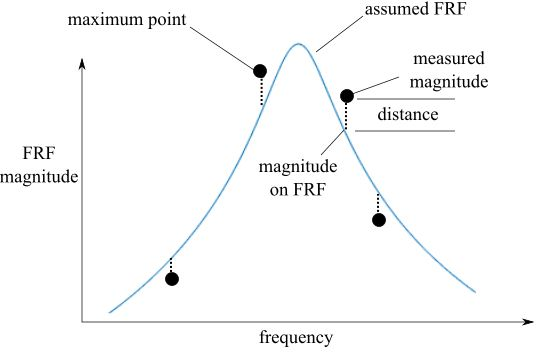 assumed FRF
maximum point
measured
magnitude
distance
FRF
magnitude
magnitude
on FRF
frequency